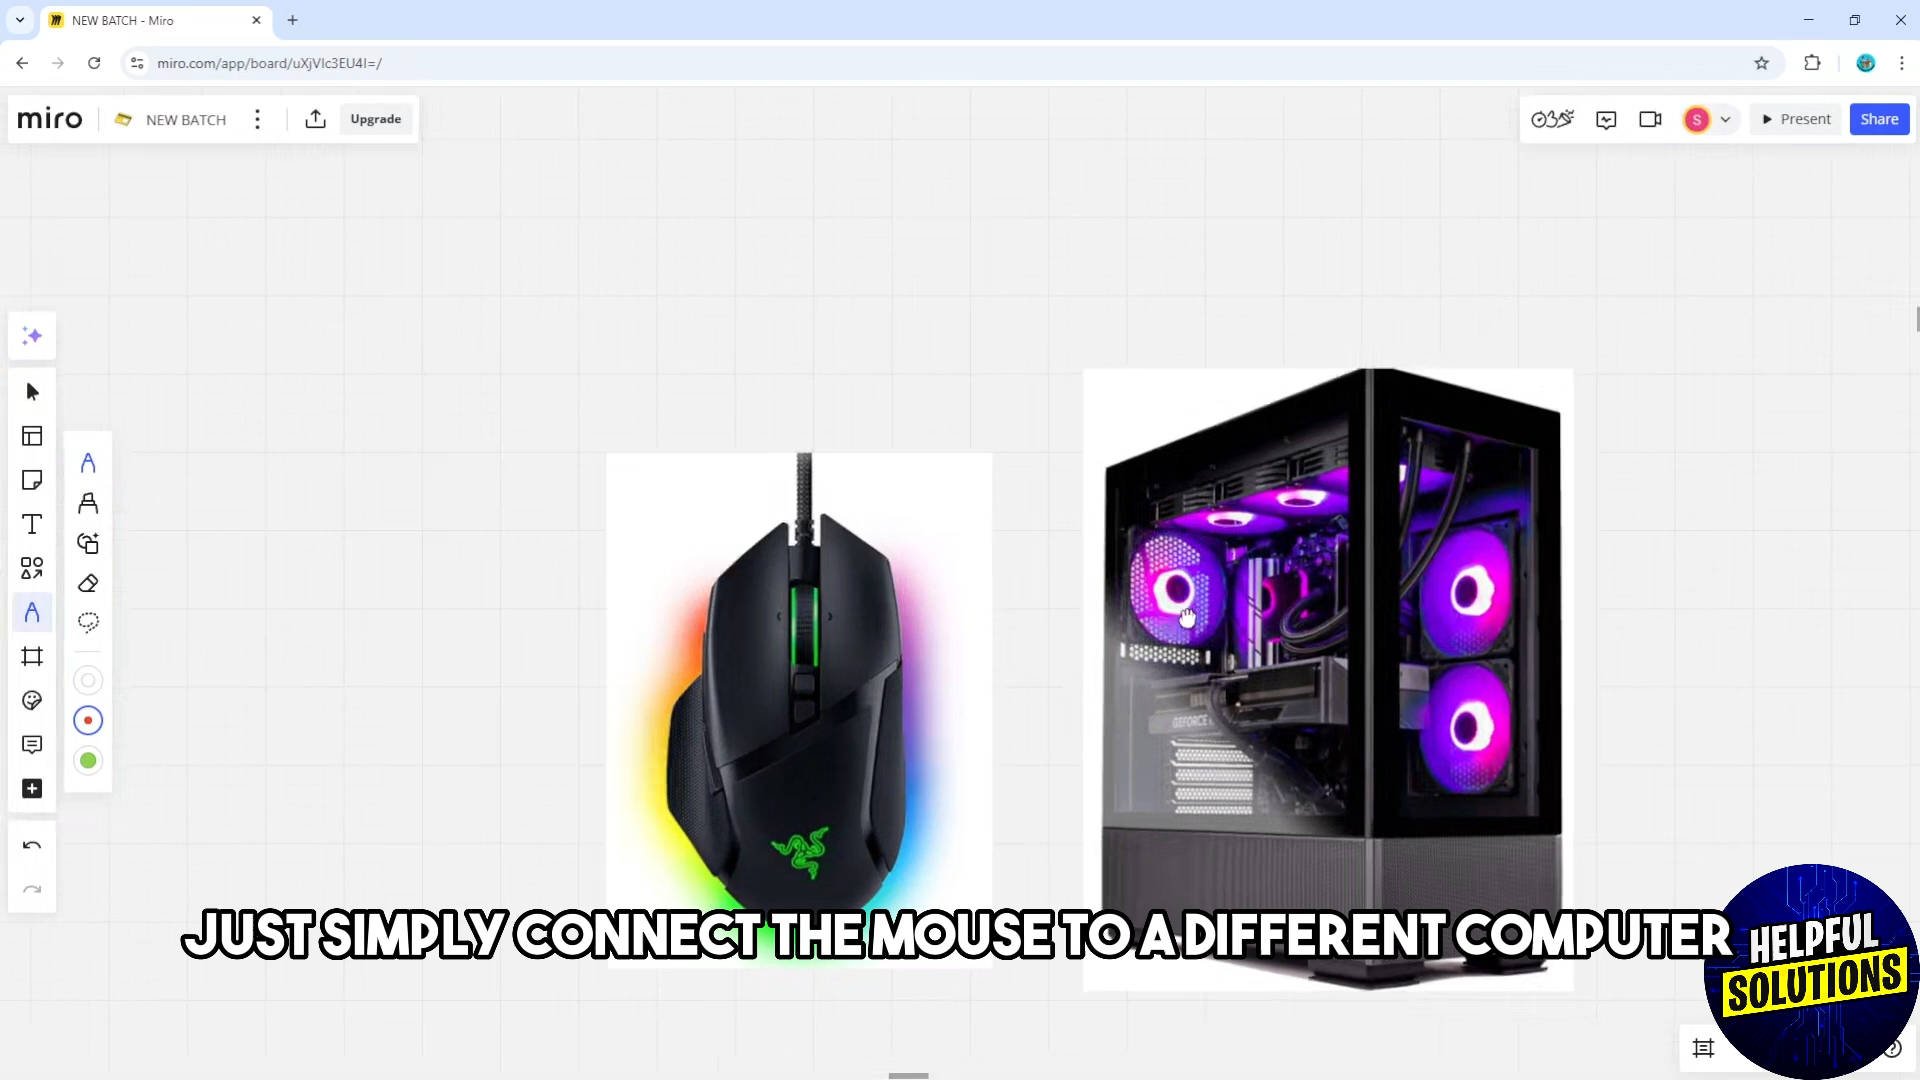 NEW BATCH - Miro
miro.com/app/board/uXjVIc3EU4I=/
miro
NEW BATCH
Upgrade
S
Present
Share
GEFORCE
JUST SIMPLY CONNECT THE MOUSE TO A DIFFERENT COMPUTER
HELPFUL
SOLUTIONS